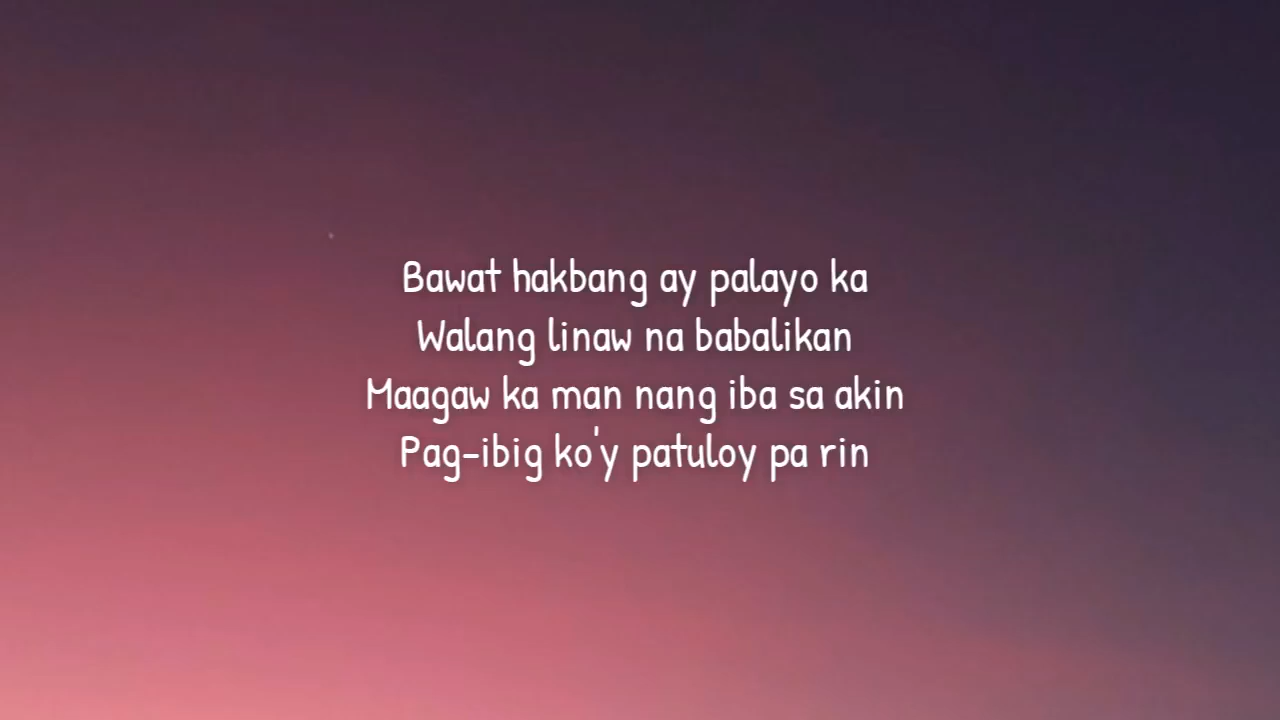 Bawat hakbang ay palayo ka
Walang linaw na babalikan
Maagaw ka man nang iba sa akin
Pag-ibig ko'y patuloy pa rin